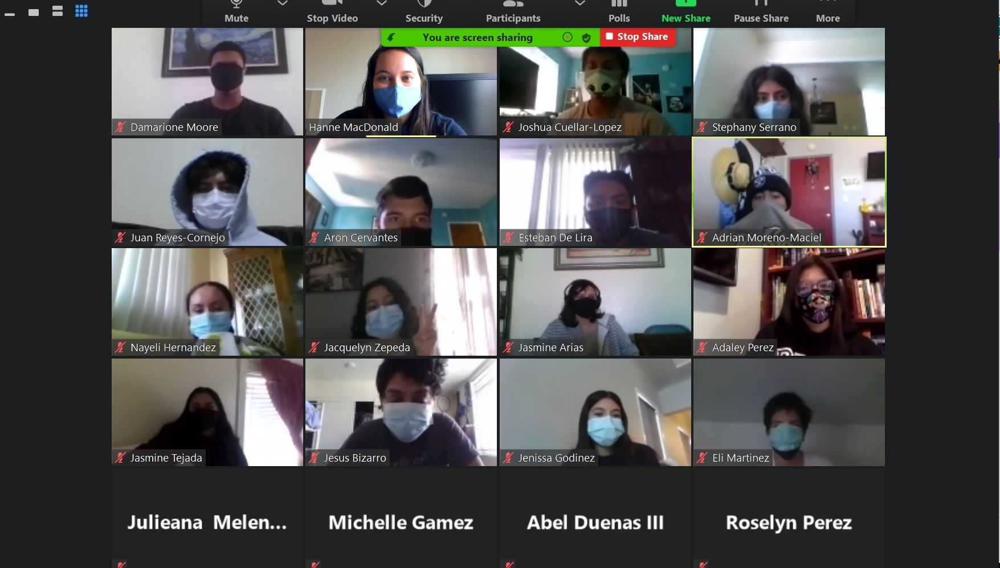 Mute
Stop Video
Security
Participants
Polls
New Share
Pause Share
More
You are screen sharing
Stop Share
Damarione Moore
Hanne MacDonald
Joshua Cuellar-Lopez
Stephany Serrano
Juan Reyes-Cornejo
Aron Cervantes
Esteban De Lira
Adrian Moreno-Maciel
Nayeli Hernandez
Jacquelyn Zepeda
Jasmine Arias
Adaley Perez
Jasmine Tejada
Jesus Bizarro
Jenissa Godinez
Eli Martinez
Julieana Melen...
Michelle Gamez
Abel Duenas III
Roselyn Perez